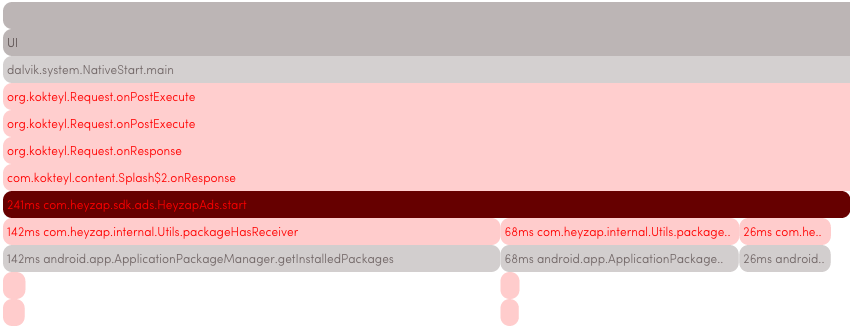 UI
dalvik.system.NativeStart.main
org.kokteyl.Request.onPostExecute
org.kokteyl.Request.onPostExecute
org.kokteyl.Request.onResponse
com.kokteyl.content.Splash$2.onResponse
241ms com.heyzap.sdk.ads.HeyzapAds.start
142ms com.heyzap.internal.Utils.packageHasReceiver 68ms com.heyzap.internal.Utils.package.. 26ms com.he..
142ms android.app.ApplicationPackageManager.getInstalledPackages 68ms android.app.ApplicationPackage.. 26ms android..